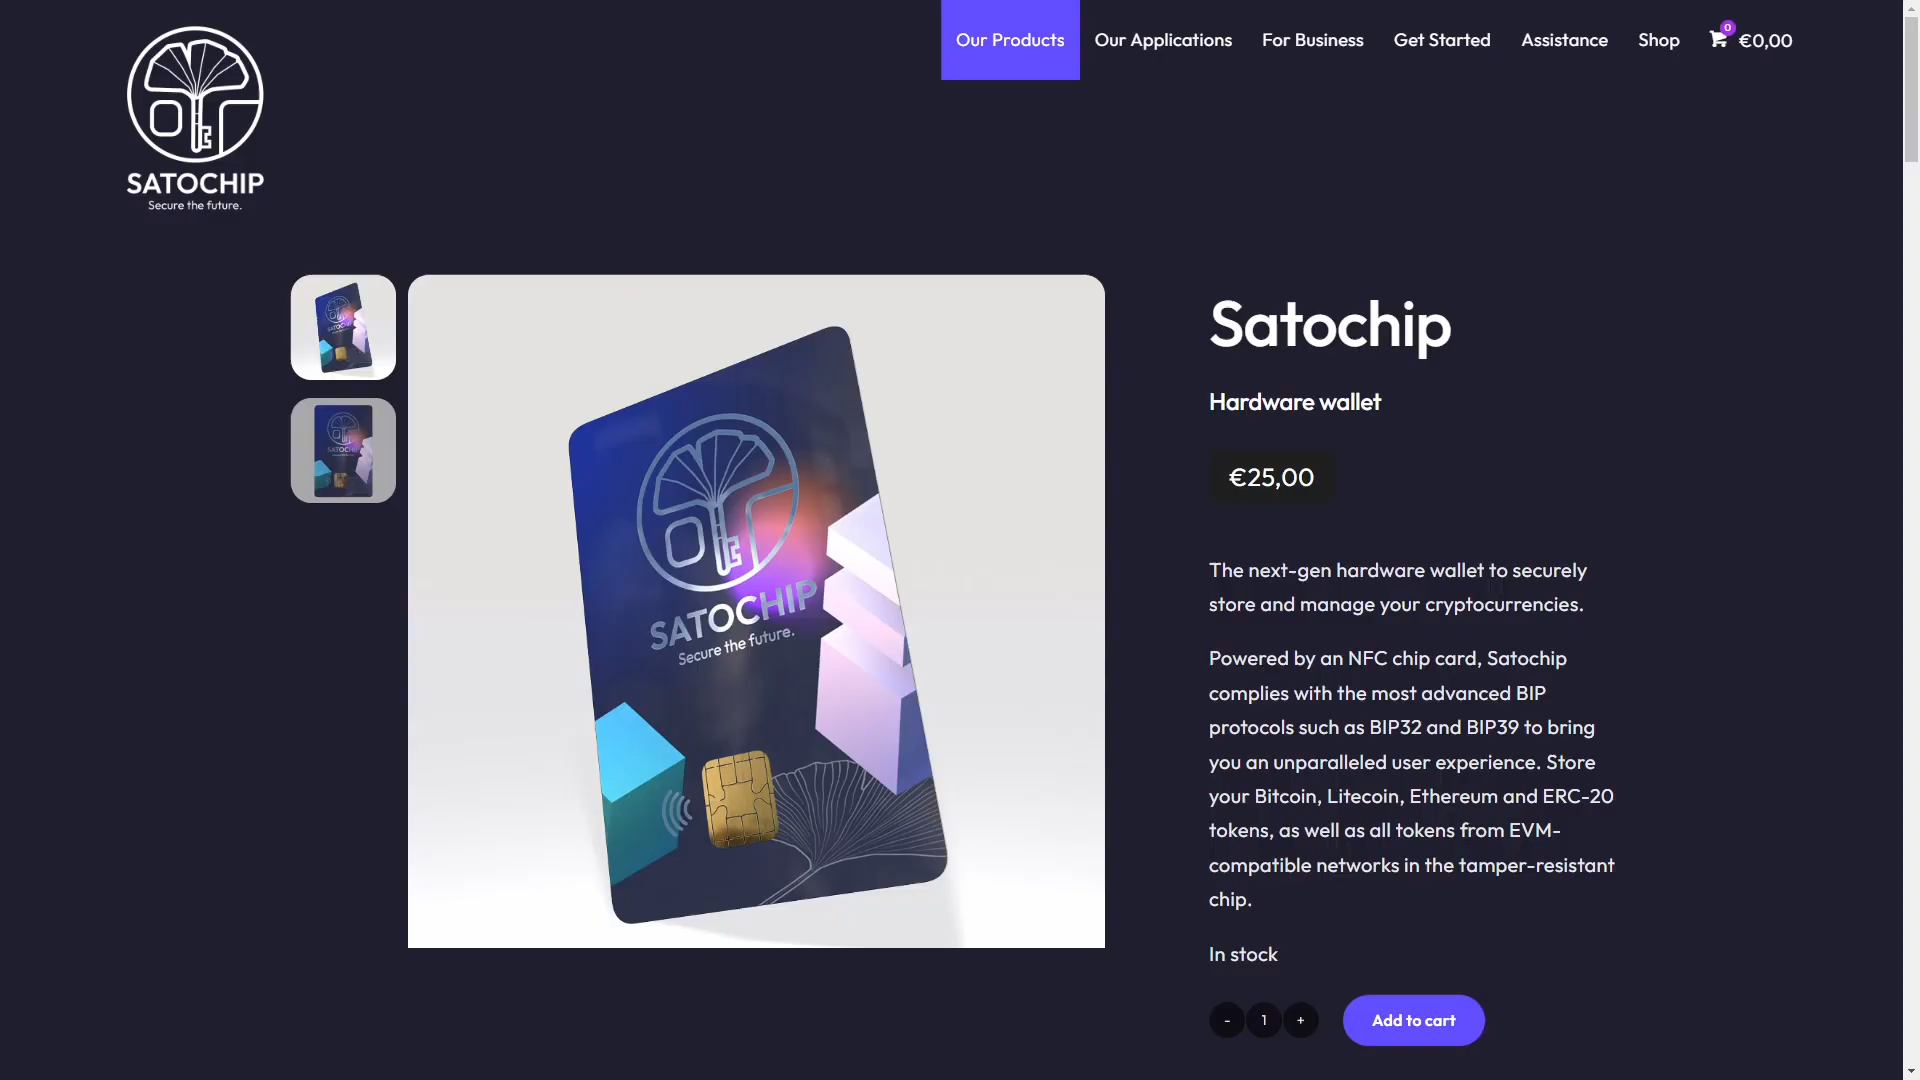 Our Products
Our Applications
For Business
Get Started
Assistance
Shop
0
€0,00
SATOCHIP
Secure the future.
SATOCHIP
Secure the future.
Satochip
Hardware wallet
€25,00
The next-gen hardware wallet to securely
store and manage your cryptocurrencies.
Powered by an NFC chip card, Satochip
complies with the most advanced BIP
protocols such as BIP32 and BIP39 to bring
you an unparalleled user experience. Store
your Bitcoin, Litecoin, Ethereum and ERC-20
tokens, as well as all tokens from EVM-
compatible networks in the tamper-resistant
chip.
In stock
- 1 +
Add to cart